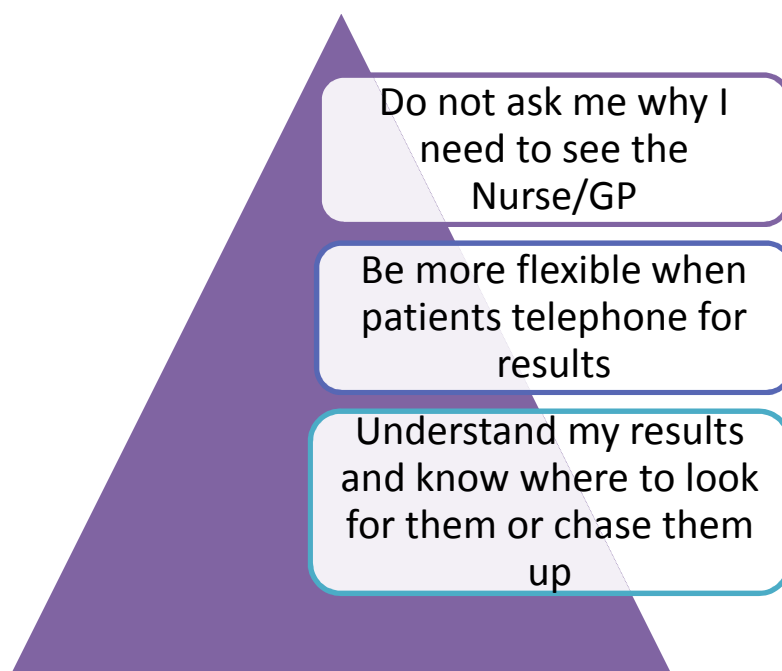 Do not ask me why I
need to see the
Nurse/GP
Be more flexible when
patients telephone for
results
Understand my results
and know where to look
for them or chase them
up